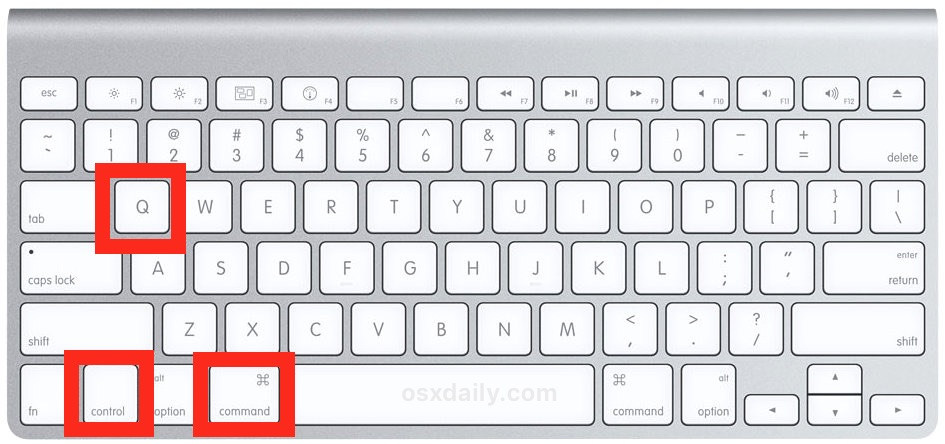 esc F1 F2 F3 F4 F5 F6 F7 F8 F9 F10 F11 F12
~ ! @ # $ % ^ & * ( ) _ +
` 1 2 3 4 5 6 7 8 9 0 - = delete
tab Q W E R T Y U I O P { [ } ] | \
caps lock A S D F G H J K L : ; " ' enter return
shift Z X C V B N M < , > . ? / shift
fn control alt option ⌘ command osxdaily.com ⌘ command alt option